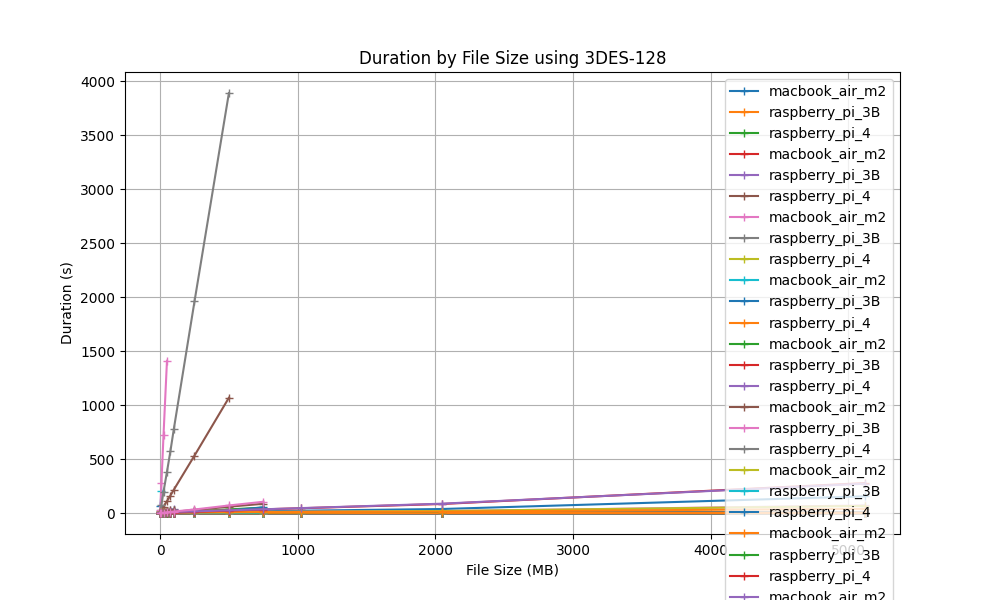 Duration by File Size using 3DES-128
4000
3500
3000
2500
2000
1500
1000
500
0
Duration (s)
0
1000
2000
3000
4000
5000
File Size (MB)
macbook_air_m2
raspberry_pi_3B
raspberry_pi_4
macbook_air_m2
raspberry_pi_3B
raspberry_pi_4
macbook_air_m2
raspberry_pi_3B
raspberry_pi_4
macbook_air_m2
raspberry_pi_3B
raspberry_pi_4
macbook_air_m2
raspberry_pi_3B
raspberry_pi_4
macbook_air_m2
raspberry_pi_3B
raspberry_pi_4
macbook_air_m2
raspberry_pi_3B
raspberry_pi_4
macbook_air_m2
raspberry_pi_3B
raspberry_pi_4
macbook_air_m2